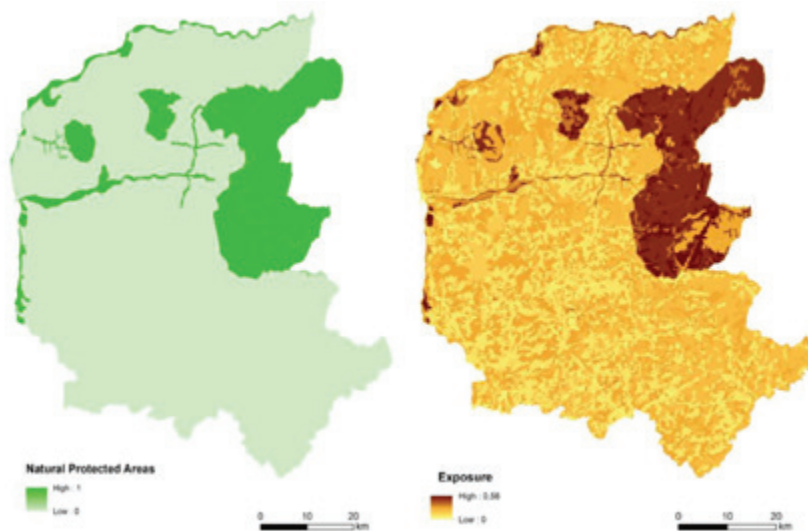 Natural Protected Areas
High : 1
Low : 0
0 10 20
km
Exposure
High : 0,56
Low : 0
0 10 20
km